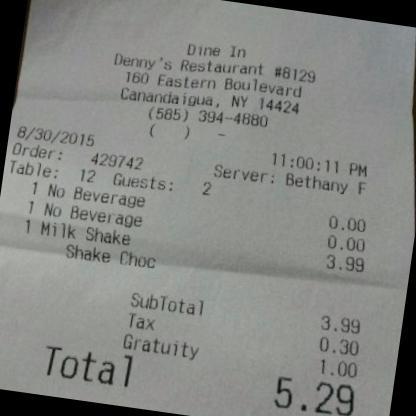 Dine In
Denny's Restaurant #8129
160 Eastern Boulevard
Canandaigua, NY 14424
(585) 394-4880
( ) -
8/30/2015 11:00:11 PM
Order: 429742 Server: Bethany F
Table: 12 Guests: 2
1 No Beverage 0.00
1 No Beverage 0.00
1 Milk Shake 3.99
Shake Choc
SubTotal 3.99
Tax 0.30
Gratuity 1.00
Total 5.29